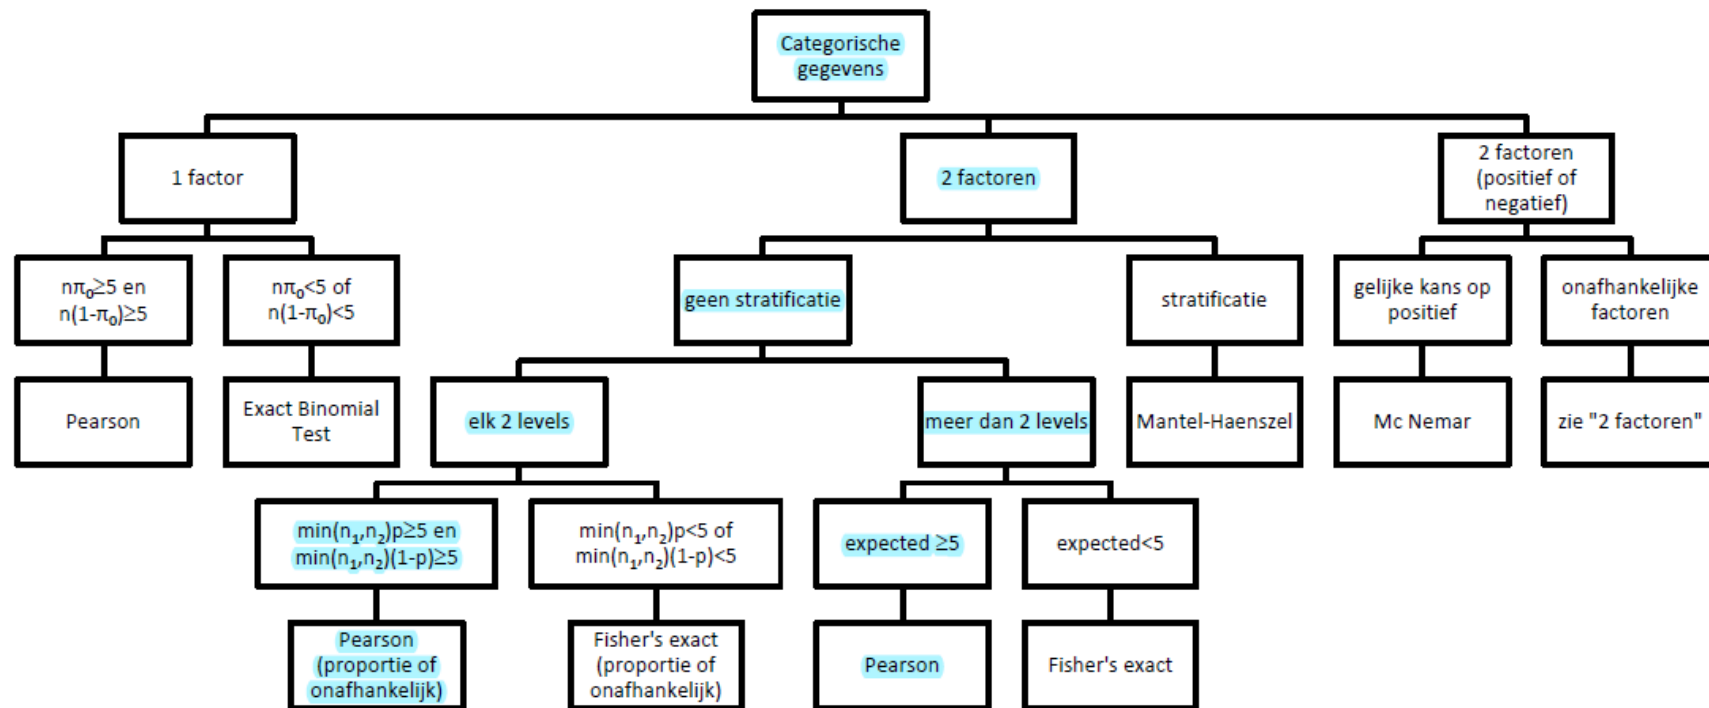 Categorische
gegevens
1 factor
2 factoren
2 factoren
(positief of
negatief)
nπ₀≥5 en
n(1-π₀)≥5
nπ₀<5 of
n(1-π₀)<5
geen stratificatie
stratificatie
gelijke kans op
positief
onafhankelijke
factoren
Pearson
Exact Binomial
Test
elk 2 levels
meer dan 2 levels
Mantel-Haenszel
Mc Nemar
zie "2 factoren"
min(n₁,n₂)p≥5 en
min(n₁,n₂)(1-p)≥5
min(n₁,n₂)p<5 of
min(n₁,n₂)(1-p)<5
expected ≥5
expected<5
Pearson
(proportie of
onafhankelijk)
Fisher's exact
(proportie of
onafhankelijk)
Pearson
Fisher's exact